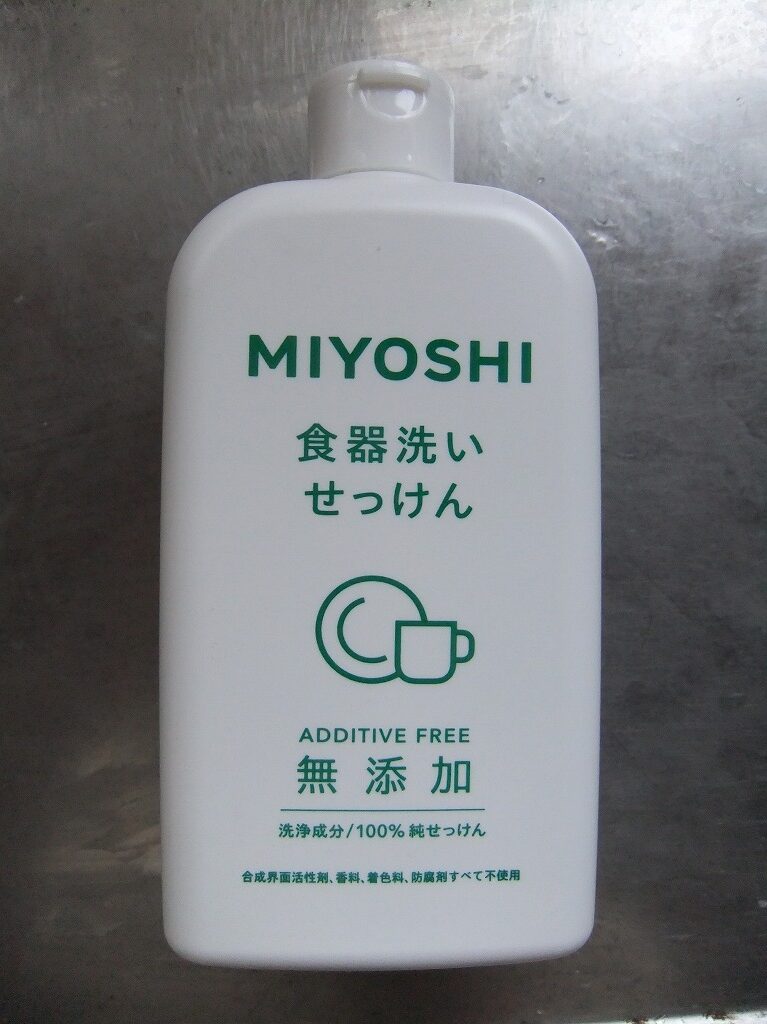 MIYOSHI
食器洗い
せっけん
ADDITIVE FREE
無添加
洗浄成分/100%純せっけん
合成界面活性剤、香料、着色料、防腐剤すべて不使用